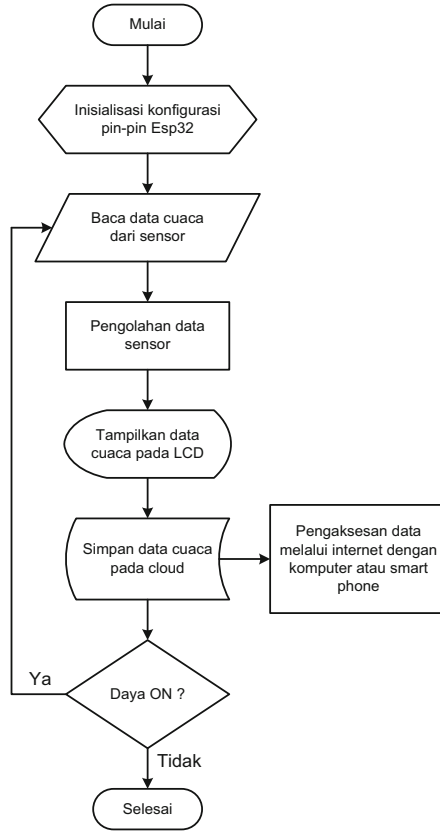 Mulai
Inisialisasi konfigurasi
pin-pin Esp32
Baca data cuaca
dari sensor
Pengolahan data
sensor
Tampilkan data
cuaca pada LCD
Simpan data cuaca
pada cloud
Pengaksesan data
melalui internet dengan
komputer atau smart
phone
Ya
Daya ON ?
Tidak
Selesai